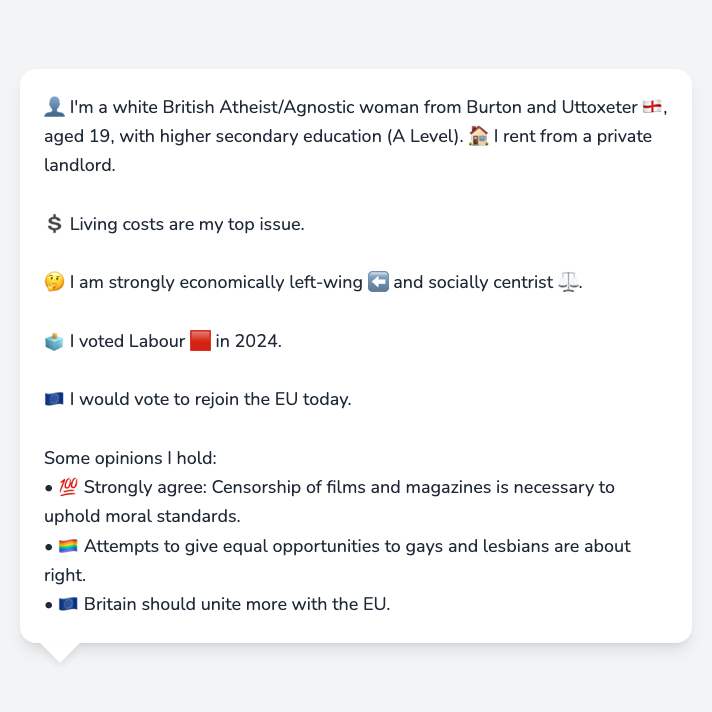 👤 I'm a white British Atheist/Agnostic woman from Burton and Uttoxeter 🏴󠁧󠁢󠁥󠁮󠁧󠁿,
aged 19, with higher secondary education (A Level). 🏠 I rent from a private
landlord.
💲 Living costs are my top issue.
🤔 I am strongly economically left-wing ⬅️ and socially centrist ⚖️.
🗳️ I voted Labour 🟥 in 2024.
🇪🇺 I would vote to rejoin the EU today.
Some opinions I hold:
• 💯 Strongly agree: Censorship of films and magazines is necessary to
uphold moral standards.
• 🏳️‍🌈 Attempts to give equal opportunities to gays and lesbians are about
right.
• 🇪🇺 Britain should unite more with the EU.